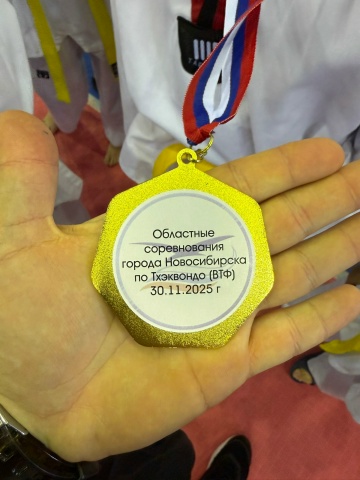 Областные
соревнования
города Новосибирска
по Тхэквондо (ВТФ)
30.11.2025 г